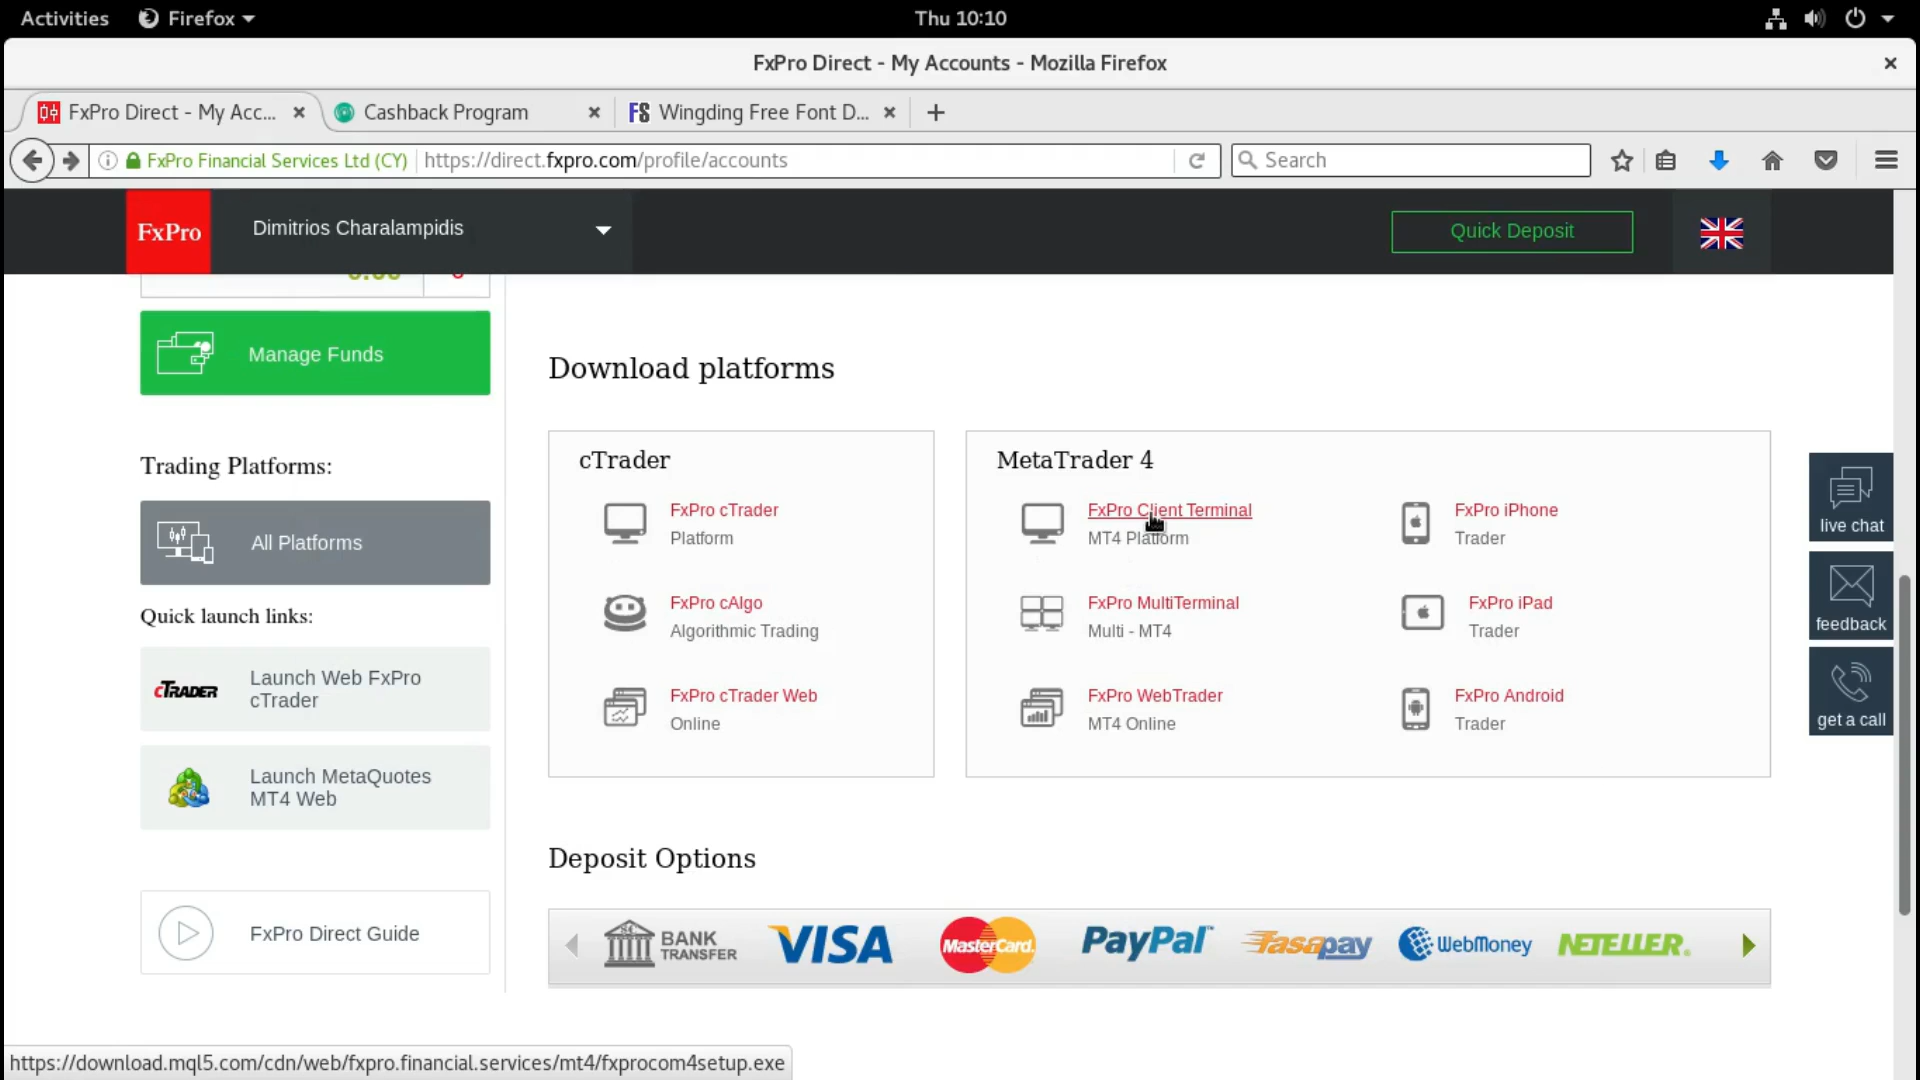 Activities
Firefox
Thu 10:10
FxPro Direct - My Accounts - Mozilla Firefox
FxPro Direct - My Acc...
Cashback Program
FS Wingding Free Font D...
FxPro Financial Services Ltd (CY)
https://direct.fxpro.com/profile/accounts
Search
FxPro
Dimitrios Charalampidis
Quick Deposit
Manage Funds
Trading Platforms:
All Platforms
Quick launch links:
cTRADER
Launch Web FxPro
cTrader
Launch MetaQuotes
MT4 Web
FxPro Direct Guide
Download platforms
cTrader
FxPro cTrader
Platform
FxPro cAlgo
Algorithmic Trading
FxPro cTrader Web
Online
MetaTrader 4
FxPro Client Terminal
MT4 Platform
FxPro MultiTerminal
Multi - MT4
FxPro WebTrader
MT4 Online
FxPro iPhone
Trader
FxPro iPad
Trader
FxPro Android
Trader
Deposit Options
BANK
TRANSFER
VISA
MasterCard
PayPal
Fasapay
WebMoney
NETELLER
live chat
feedback
get a call
https://download.mql5.com/cdn/web/fxpro.financial.services/mt4/fxprocom4setup.exe